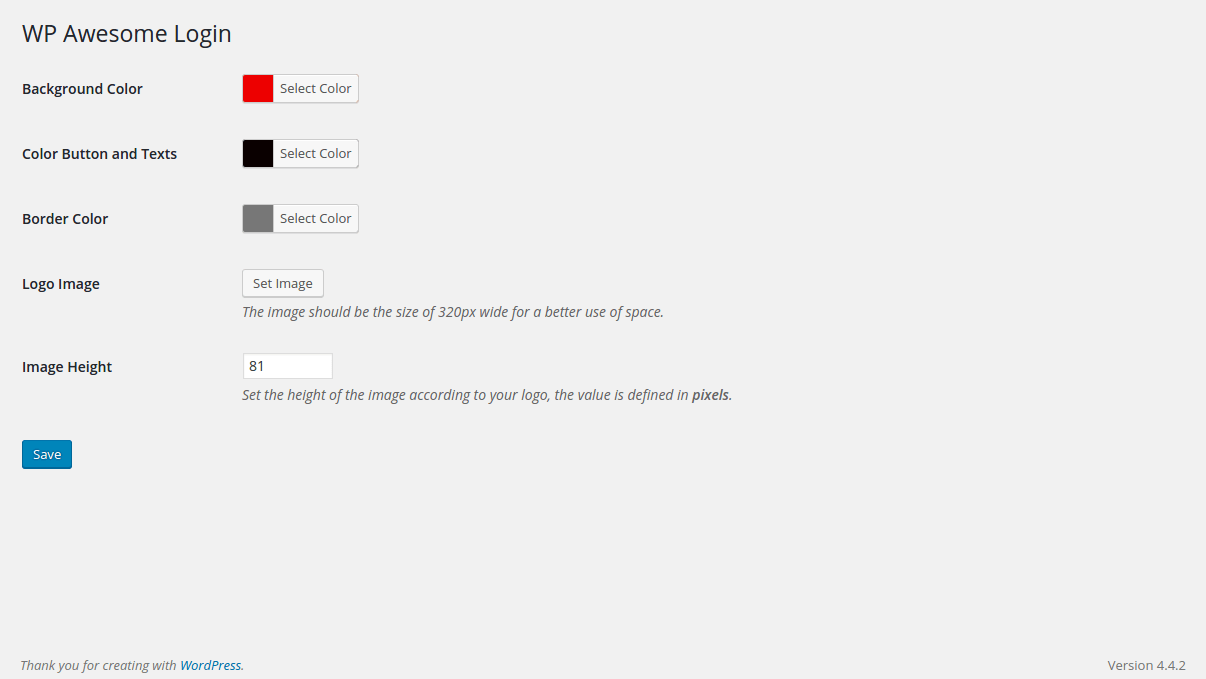 WP Awesome Login
Background Color
Select Color
Color Button and Texts
Select Color
Border Color
Select Color
Logo Image
Set Image
The image should be the size of 320px wide for a better use of space.
Image Height
81
Set the height of the image according to your logo, the value is defined in pixels.
Save
Thank you for creating with WordPress.
Version 4.4.2